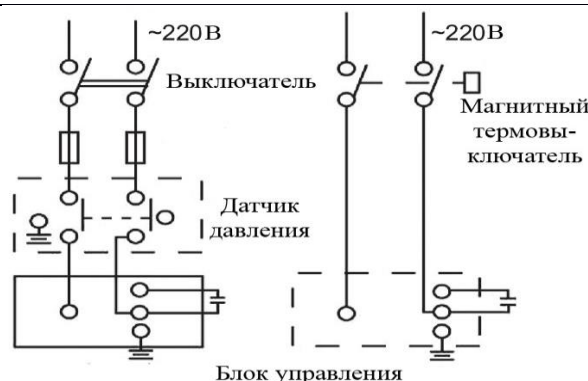 ~220В
Выключатель
Датчик
давления
~220В
Магнитный
термовы-
ключатель
Блок управления